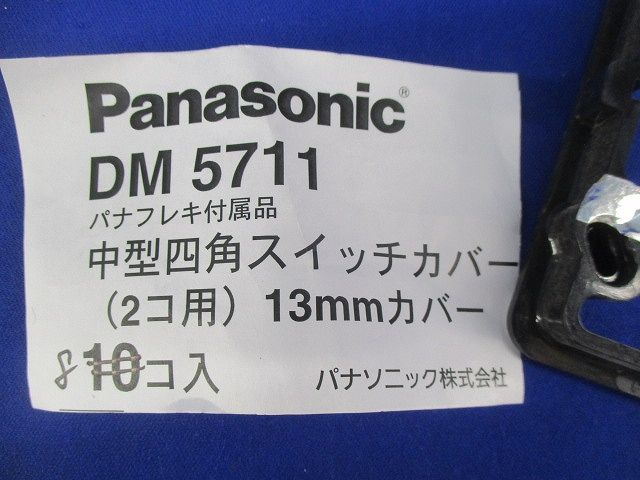 Panasonic®
DM 5711
パナフレキ付属品
中型四角スイッチカバー
(2コ用) 13mmカバー
8 10コ入
パナソニック株式会社